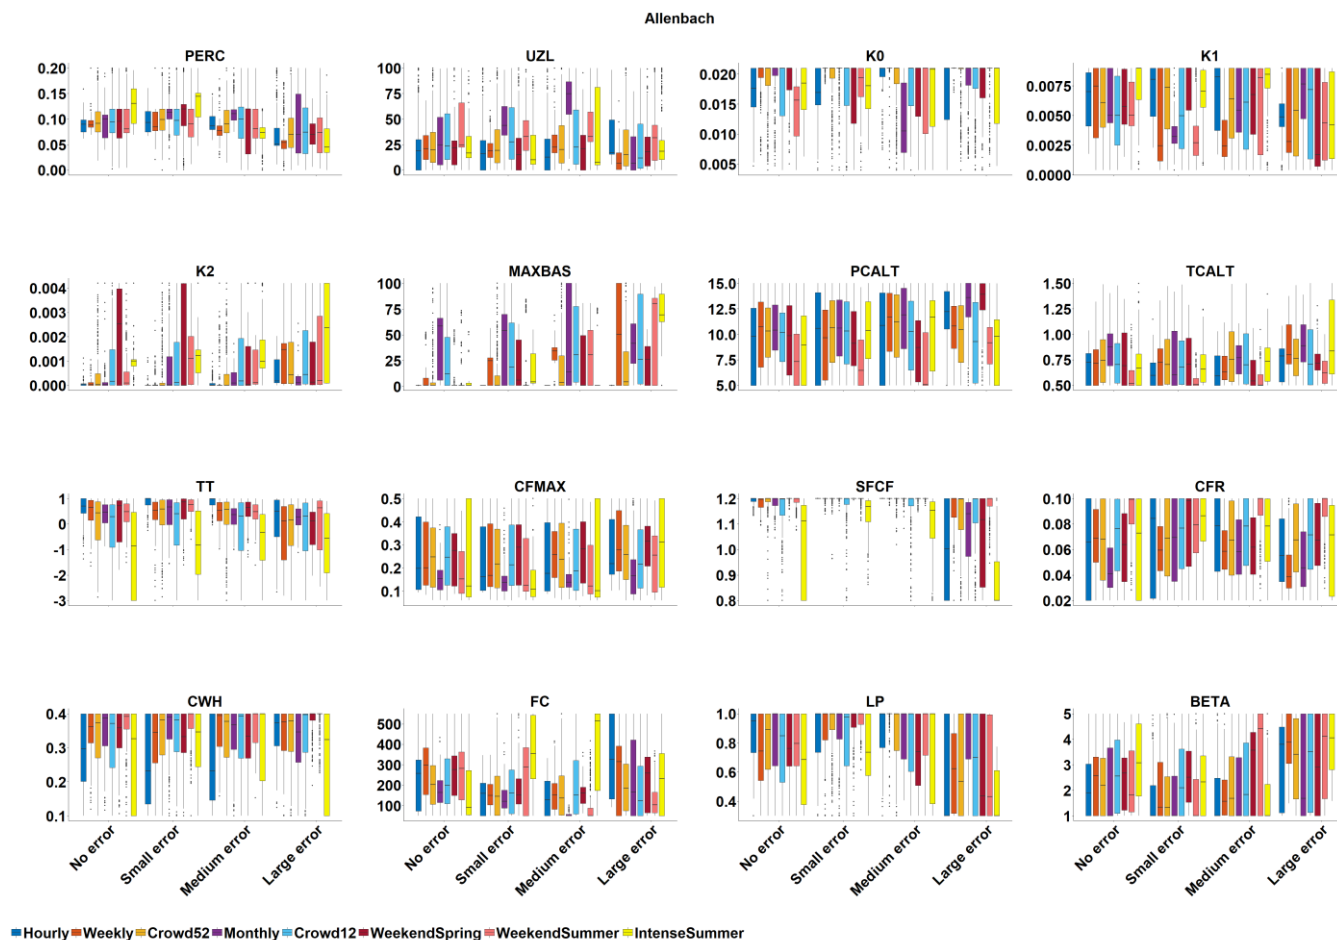 Allenbach
PERC UZL K0 K1
0.20 0.15 0.10 0.05 0.00
100 75 50 25 0
0.020 0.015 0.010 0.005
0.0075 0.0050 0.0025 0.0000
K2 MAXBAS PCALT TCALT
0.004 0.003 0.002 0.001 0.000
100 75 50 25 0
15.0 12.5 10.0 7.5 5.0
1.50 1.25 1.00 0.75 0.50
TT CFMAX SFCF CFR
1 0 -1 -2 -3
0.5 0.4 0.3 0.2 0.1
1.2 1.1 1.0 0.9 0.8
0.10 0.08 0.06 0.04 0.02
CWH FC LP BETA
0.4 0.3 0.2 0.1
500 400 300 200 100
1.0 0.8 0.6 0.4
5 4 3 2 1
No error Small error Medium error Large error
No error Small error Medium error Large error
No error Small error Medium error Large error
No error Small error Medium error Large error
Hourly Weekly Crowd52 Monthly Crowd12 WeekendSpring WeekendSummer IntenseSummer